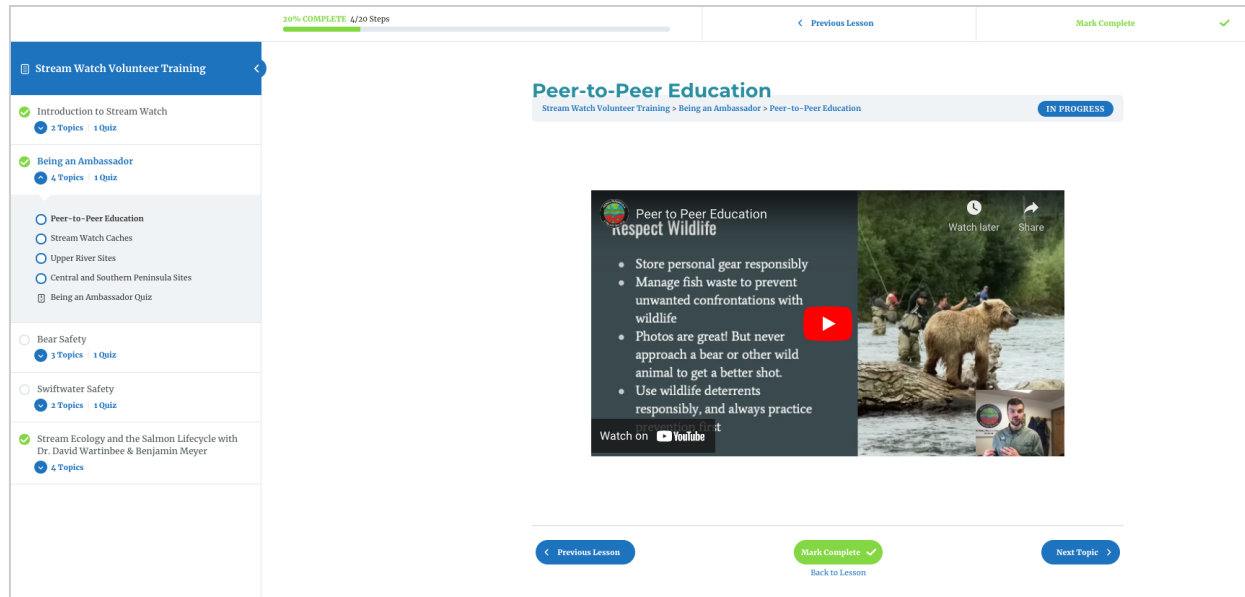 20% COMPLETE 4/20 Steps
Previous Lesson
Mark Complete
Stream Watch Volunteer Training
Introduction to Stream Watch
2 Topics | 1 Quiz
Being an Ambassador
4 Topics | 1 Quiz
Peer-to-Peer Education
Stream Watch Caches
Upper River Sites
Central and Southern Peninsula Sites
Being an Ambassador Quiz
Bear Safety
3 Topics | 1 Quiz
Swiftwater Safety
2 Topics | 1 Quiz
Stream Ecology and the Salmon Lifecycle with
Dr. David Wartinbee & Benjamin Meyer
4 Topics
Peer-to-Peer Education
Stream Watch Volunteer Training > Being an Ambassador > Peer-to-Peer Education
IN PROGRESS
Peer to Peer Education
Watch later
Share
Respect Wildlife
• Store personal gear responsibly
• Manage fish waste to prevent
unwanted confrontations with
wildlife
• Photos are great! But never
approach a bear or other wild
animal to get a better shot.
• Use wildlife deterrents
responsibly, and always practice
prevention first
Watch on YouTube
Previous Lesson
Mark Complete
Next Topic
Back to Lesson